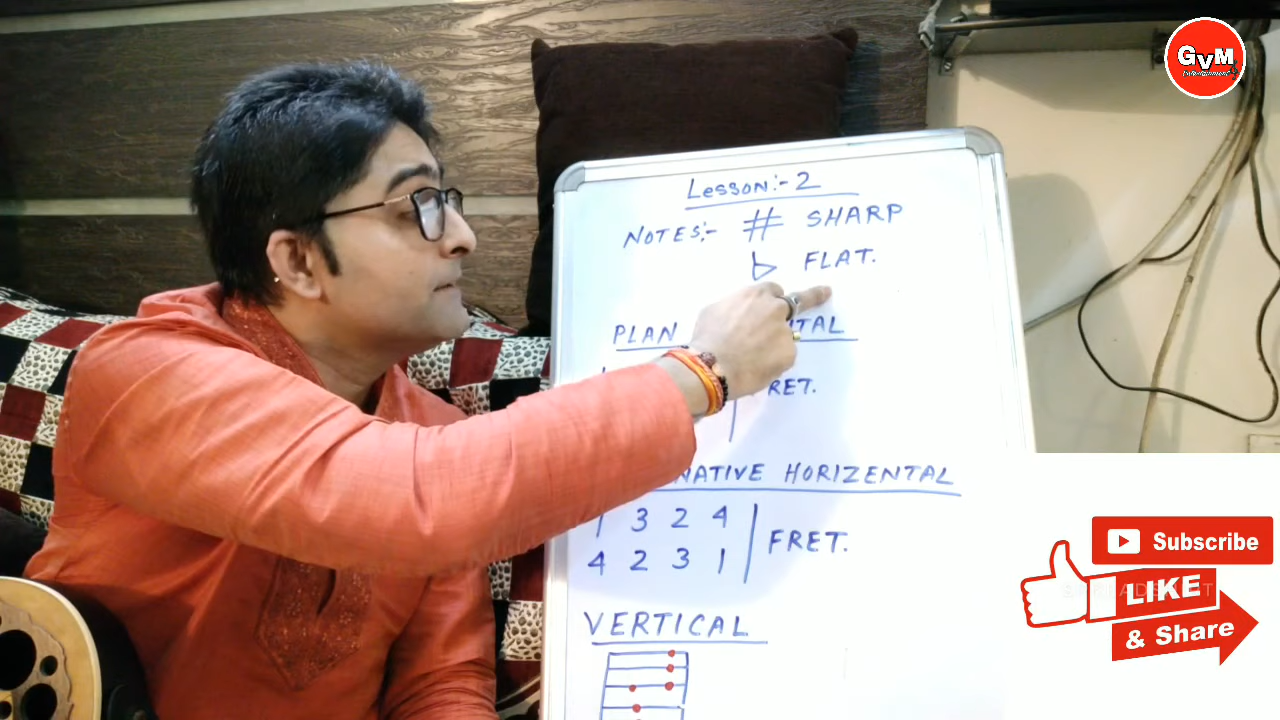 GVM
Entertainment
Lesson:- 2
NOTES:- # SHARP
b FLAT.
PLAN
FRET.
HORIZENTAL
1 3 2 4
4 2 3 1
FRET.
VERTICAL
Subscribe
LIKE
& Share